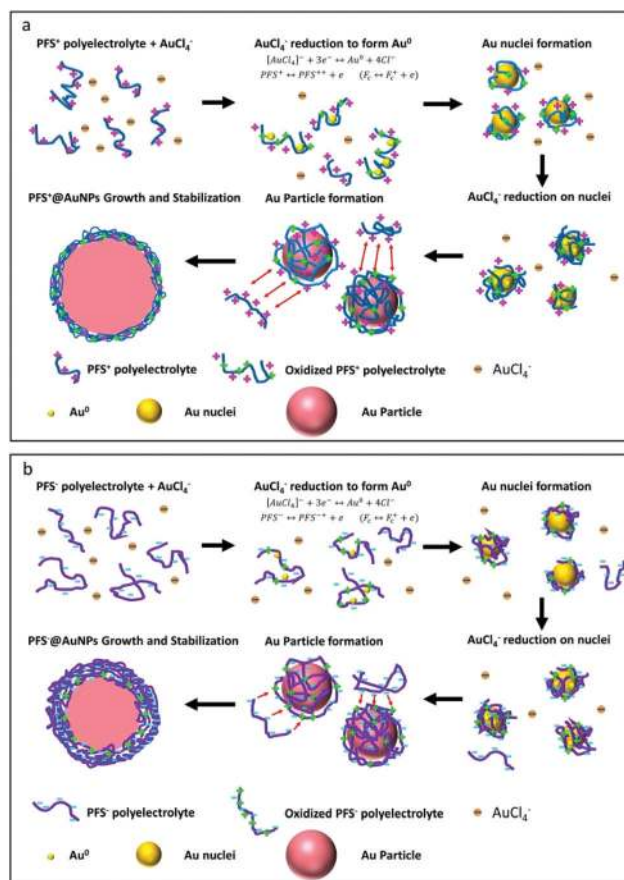 a
PFS⁺ polyelectrolyte + AuCl₄⁻
AuCl₄⁻ reduction to form Au⁰
[AuCl₄]⁻ + 3e⁻ ↔ Au⁰ + 4Cl⁻
PFS⁺ ↔ PFS⁺⁺ + e (F꜀ ↔ F꜀⁺ + e)
Au nuclei formation
AuCl₄⁻ reduction on nuclei
Au Particle formation
PFS⁺@AuNPs Growth and Stabilization
PFS⁺ polyelectrolyte
Oxidized PFS⁺ polyelectrolyte
AuCl₄⁻
Au⁰
Au nuclei
Au Particle
b
PFS⁻ polyelectrolyte + AuCl₄⁻
AuCl₄⁻ reduction to form Au⁰
[AuCl₄]⁻ + 3e⁻ ↔ Au⁰ + 4Cl⁻
PFS⁻ ↔ PFS⁻⁺ + e (F꜀ ↔ F꜀⁺ + e)
Au nuclei formation
AuCl₄⁻ reduction on nuclei
Au Particle formation
PFS⁻@AuNPs Growth and Stabilization
PFS⁻ polyelectrolyte
Oxidized PFS⁻ polyelectrolyte
AuCl₄⁻
Au⁰
Au nuclei
Au Particle